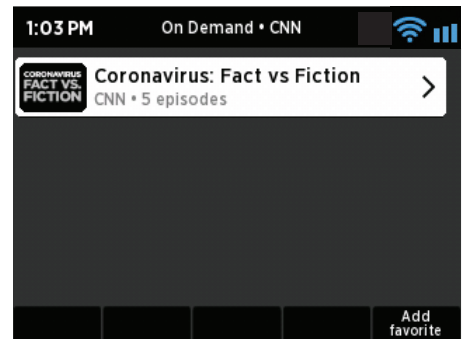 1:03 PM On Demand • CNN
CORONAVIRUS
FACT VS.
FICTION
Coronavirus: Fact vs Fiction
CNN • 5 episodes
Add
favorite